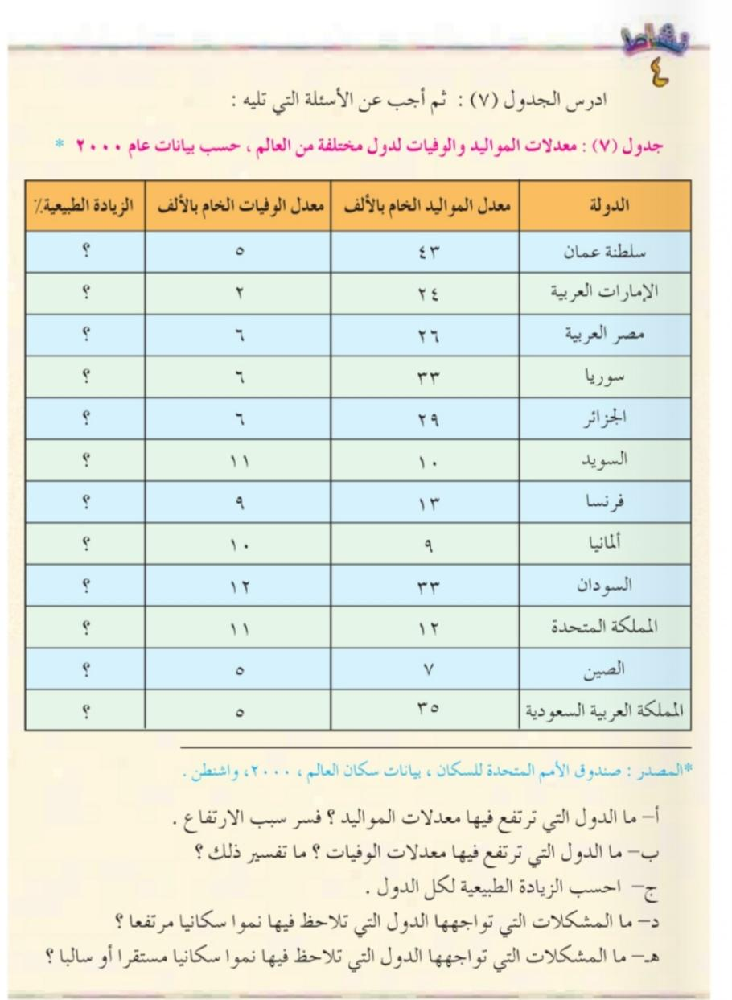 نشاط
٤
ادرس الجدول (٧) : ثم أجب عن الأسئلة التي تليه :
جدول (٧) : معدلات المواليد والوفيات لدول مختلفة من العالم ، حسب بيانات عام ٢٠٠٠ *
الدولة معدل المواليد الخام بالألف معدل الوفيات الخام بالألف الزيادة الطبيعية٪
سلطنة عمان ٤٣ ٥ ؟
الإمارات العربية ٢٤ ٢ ؟
مصر العربية ٢٦ ٦ ؟
سوريا ٣٣ ٦ ؟
الجزائر ٢٩ ٦ ؟
السويد ١٠ ١١ ؟
فرنسا ١٣ ٩ ؟
ألمانيا ٩ ١٠ ؟
السودان ٣٣ ١٢ ؟
المملكة المتحدة ١٢ ١١ ؟
الصين ٧ ٥ ؟
المملكة العربية السعودية ٣٥ ٥ ؟
*المصدر : صندوق الأمم المتحدة للسكان ، بيانات سكان العالم ، ٢٠٠٠، واشنطن .
أ– ما الدول التي ترتفع فيها معدلات المواليد ؟ فسر سبب الارتفاع .
ب– ما الدول التي ترتفع فيها معدلات الوفيات ؟ ما تفسير ذلك ؟
ج– احسب الزيادة الطبيعية لكل الدول .
د– ما المشكلات التي تواجهها الدول التي تلاحظ فيها نموا سكانيا مرتفعا ؟
هـ– ما المشكلات التي تواجهها الدول التي تلاحظ فيها نموا سكانيا مستقرا أو سالبا ؟